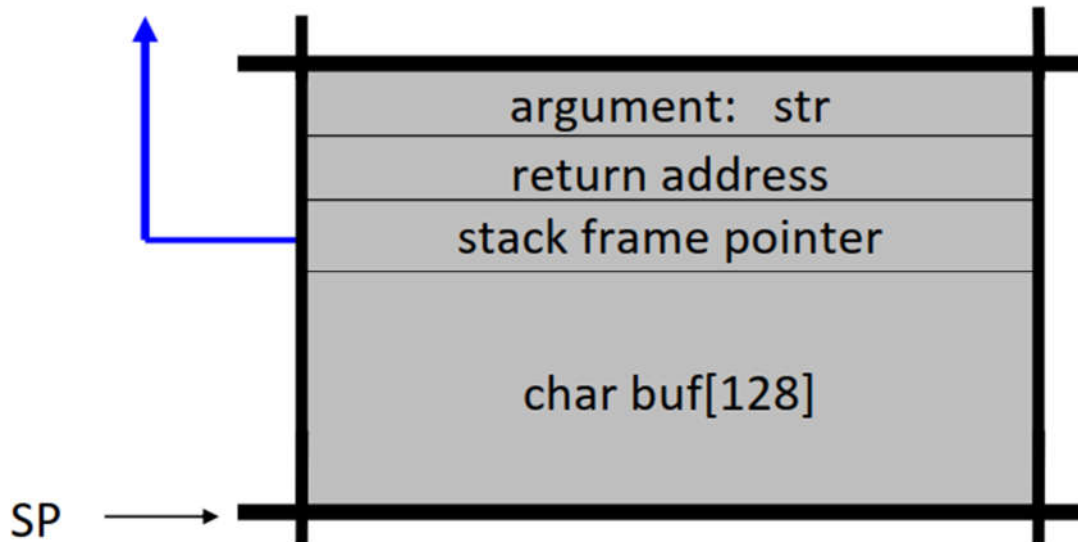 argument: str
return address
stack frame pointer
char buf[128]
SP